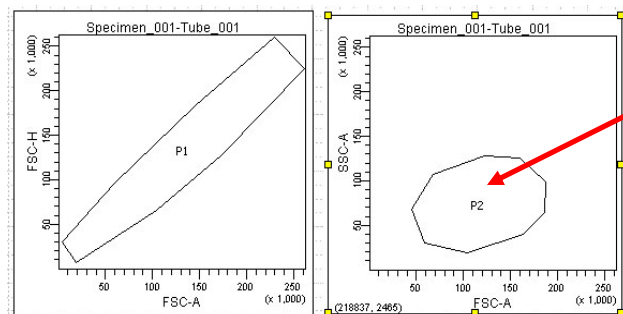 Specimen_001-Tube_001
(x 1,000)
FSC-H
250
200
150
100
50
P1
50 100 150 200 250
FSC-A
(x 1,000)
Specimen_001-Tube_001
(x 1,000)
SSC-A
250
200
150
100
50
P2
50 100 150 200 250
(218837, 2465)
FSC-A
(x 1,000)